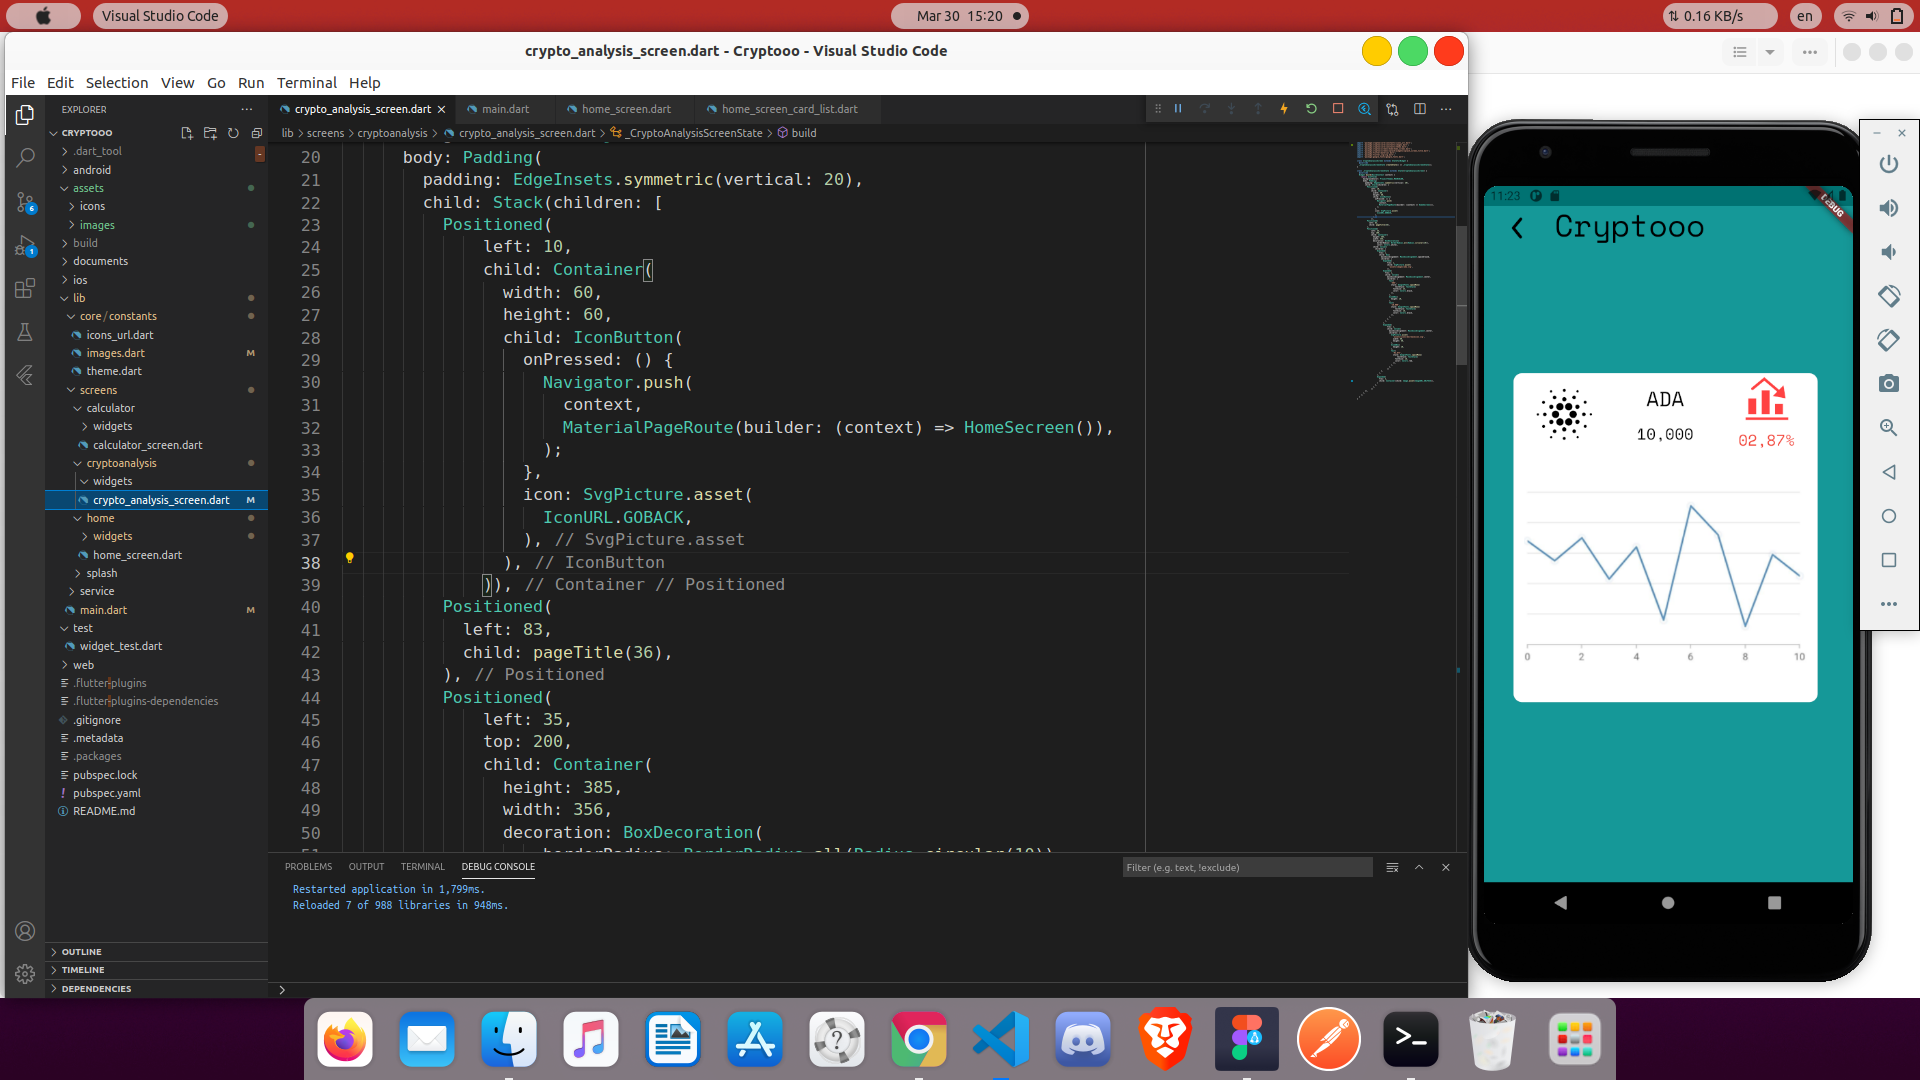 Visual Studio Code
Mar 30 15:20
0.16 KB/s
en
crypto_analysis_screen.dart - Cryptooo - Visual Studio Code
File Edit Selection View Go Run Terminal Help
EXPLORER
CRYPTOOO
.dart_tool
android
assets
icons
images
build
documents
ios
lib
core/constants
icons_url.dart
images.dart M
theme.dart
screens
calculator
widgets
calculator_screen.dart
cryptoanalysis
widgets
crypto_analysis_screen.dart M
home
widgets
home_screen.dart
splash
service
main.dart M
test
widget_test.dart
web
.flutter-plugins
.flutter-plugins-dependencies
.gitignore
.metadata
.packages
pubspec.lock
pubspec.yaml
README.md
OUTLINE
TIMELINE
DEPENDENCIES
6
1
crypto_analysis_screen.dart main.dart home_screen.dart home_screen_card_list.dart
lib > screens > cryptoanalysis > crypto_analysis_screen.dart > _CryptoAnalysisScreenState > build
20 body: Padding(
21 padding: EdgeInsets.symmetric(vertical: 20),
22 child: Stack(children: [
23 Positioned(
24 left: 10,
25 child: Container(
26 width: 60,
27 height: 60,
28 child: IconButton(
29 onPressed: () {
30 Navigator.push(
31 context,
32 MaterialPageRoute(builder: (context) => HomeSecreen()),
33 );
34 },
35 icon: SvgPicture.asset(
36 IconURL.GOBACK,
37 ), // SvgPicture.asset
38 ), // IconButton
39 )), // Container // Positioned
40 Positioned(
41 left: 83,
42 child: pageTitle(36),
43 ), // Positioned
44 Positioned(
45 left: 35,
46 top: 200,
47 child: Container(
48 height: 385,
49 width: 356,
50 decoration: BoxDecoration(
51 borderRadius: BorderRadius.all(Radius.circular(10)),
PROBLEMS OUTPUT TERMINAL DEBUG CONSOLE
Filter (e.g. text, !exclude)
Restarted application in 1,799ms.
Reloaded 7 of 988 libraries in 948ms.
11:23
DEBUG
Cryptooo
ADA
10,000
02,87%
0 2 4 6 8 10